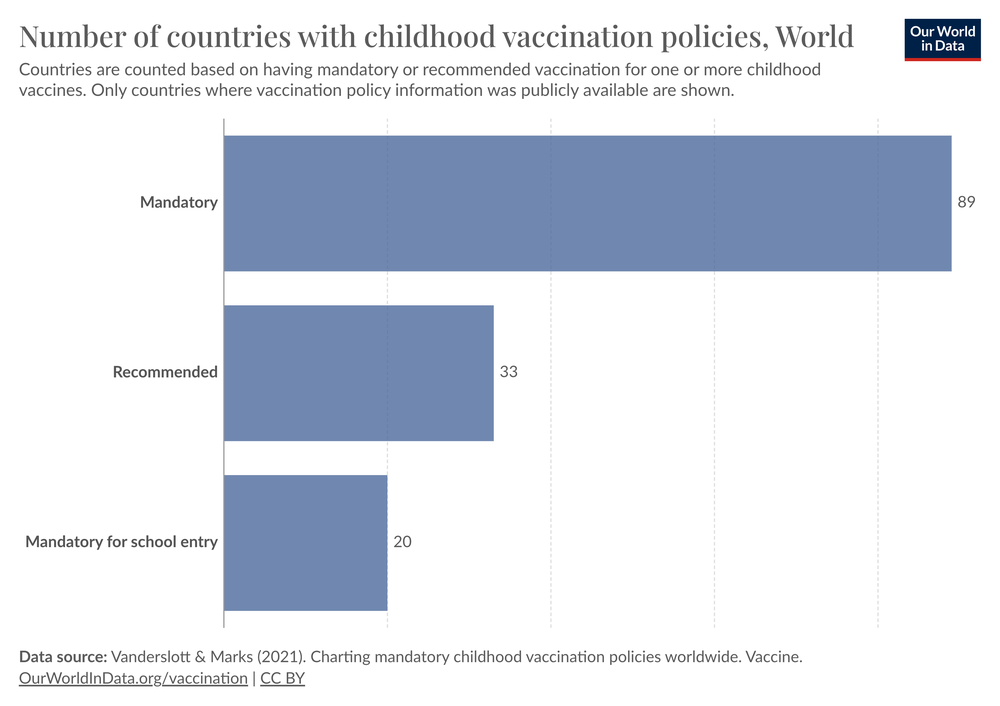 Number of countries with childhood vaccination policies, World
Our World
in Data
Countries are counted based on having mandatory or recommended vaccination for one or more childhood
vaccines. Only countries where vaccination policy information was publicly available are shown.
Mandatory
89
Recommended
33
Mandatory for school entry
20
Data source: Vanderslott & Marks (2021). Charting mandatory childhood vaccination policies worldwide. Vaccine.
OurWorldInData.org/vaccination | CC BY